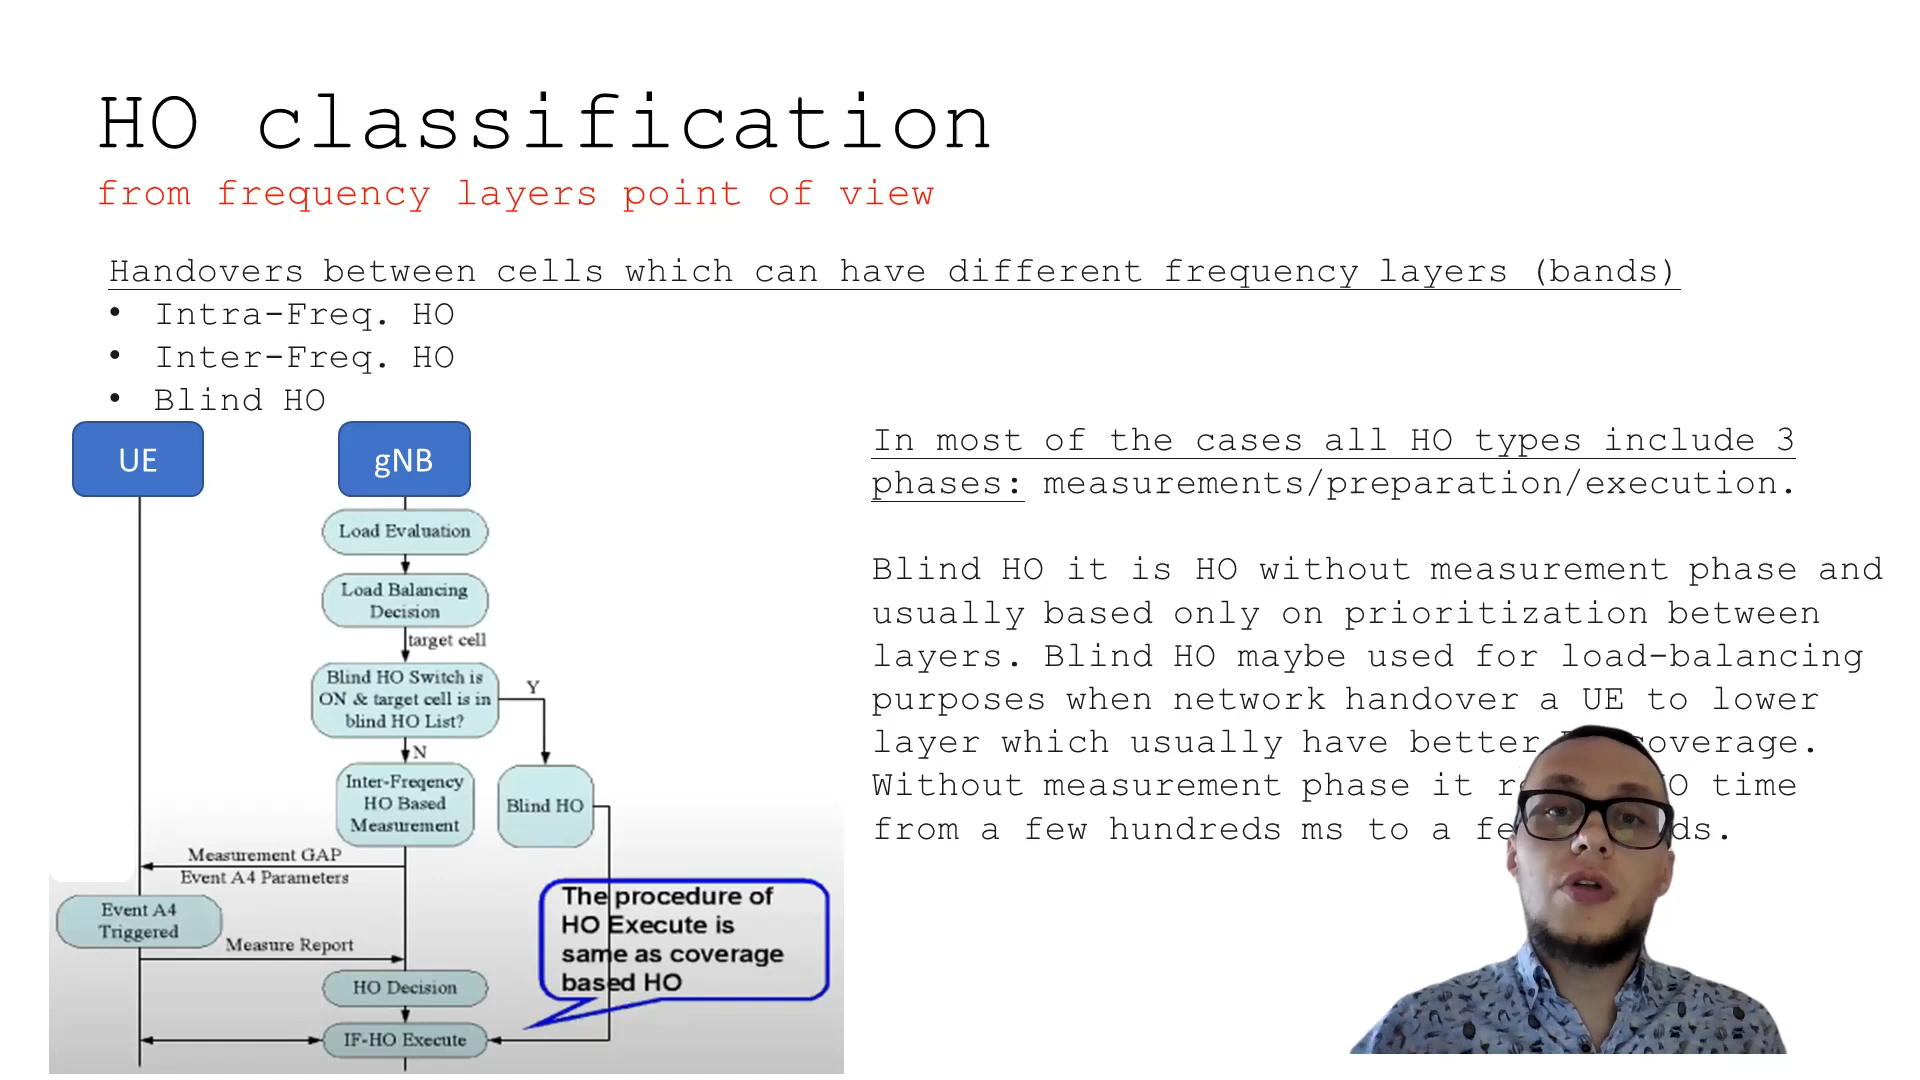 HO classification
from frequency layers point of view
Handovers between cells which can have different frequency layers (bands)
• Intra-Freq. HO
• Inter-Freq. HO
• Blind HO
UE
gNB
Load Evaluation
Load Balancing
Decision
target cell
Blind HO Switch is
ON & target cell is in
blind HO List?
Y
N
Inter-Freqency
HO Based
Measurement
Blind HO
Measurement GAP
Event A4 Parameters
Event A4
Triggered
Measure Report
HO Decision
IF-HO Execute
The procedure of
HO Execute is
same as coverage
based HO
In most of the cases all HO types include 3
phases: measurements/preparation/execution.
Blind HO it is HO without measurement phase and
usually based only on prioritization between
layers. Blind HO maybe used for load-balancing
purposes when network handover a UE to lower
layer which usually have better coverage.
Without measurement phase it time
from a few hundreds ms to a